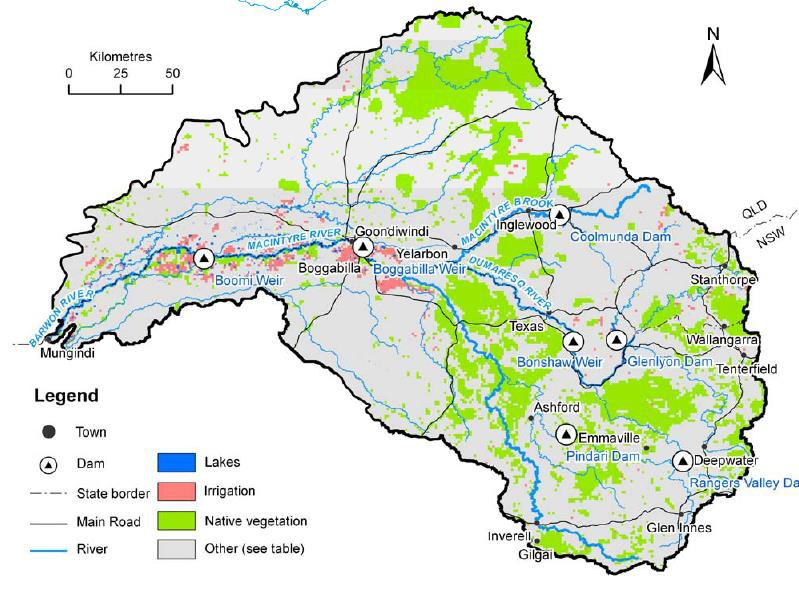 Kilometres
0 25 50
N
QLD
NSW
MACINTYRE BROOK
Inglewood
Coolmunda Dam
Goondiwindi
MACINTYRE RIVER
Yelarbon
Boggabilla
Boggabilla Weir
DUMARESQ RIVER
Boomi Weir
Stanthorpe
BARWON RIVER
Mungindi
Texas
Wallangarra
Bonshaw Weir
Glenlyon Dam
Tenterfield
Ashford
Emmaville
Pindari Dam
Deepwater
Rangers Valley Da
Glen Innes
Inverell
Gilgai
Legend
Town
Dam
State border
Main Road
River
Lakes
Irrigation
Native vegetation
Other (see table)